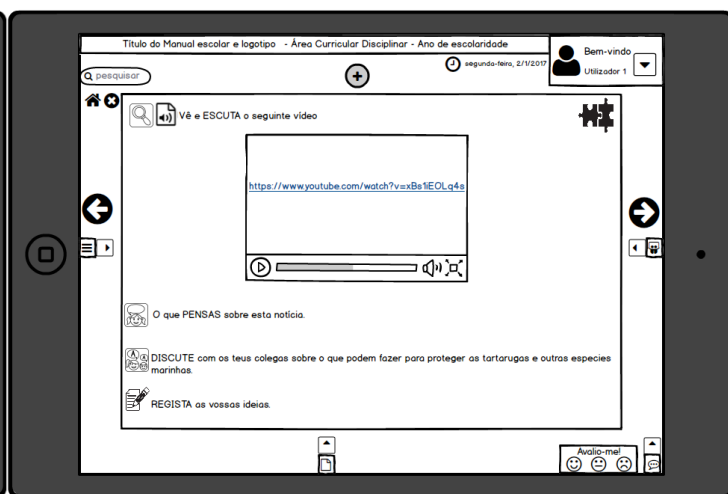 Título do Manual escolar e logotipo - Área Curricular Disciplinar - Ano de escolaridade
Bem-vindo
segunda-feira, 2/1/2017
Utilizador 1
pesquisar
Vê e ESCUTA o seguinte vídeo
https://www.youtube.com/watch?v=xBs1iEOLq4s
O que PENSAS sobre esta notícia.
DISCUTE com os teus colegas sobre o que podem fazer para proteger as tartarugas e outras especies
marinhas.
REGISTA as vossas ideias.
Avalio-me!